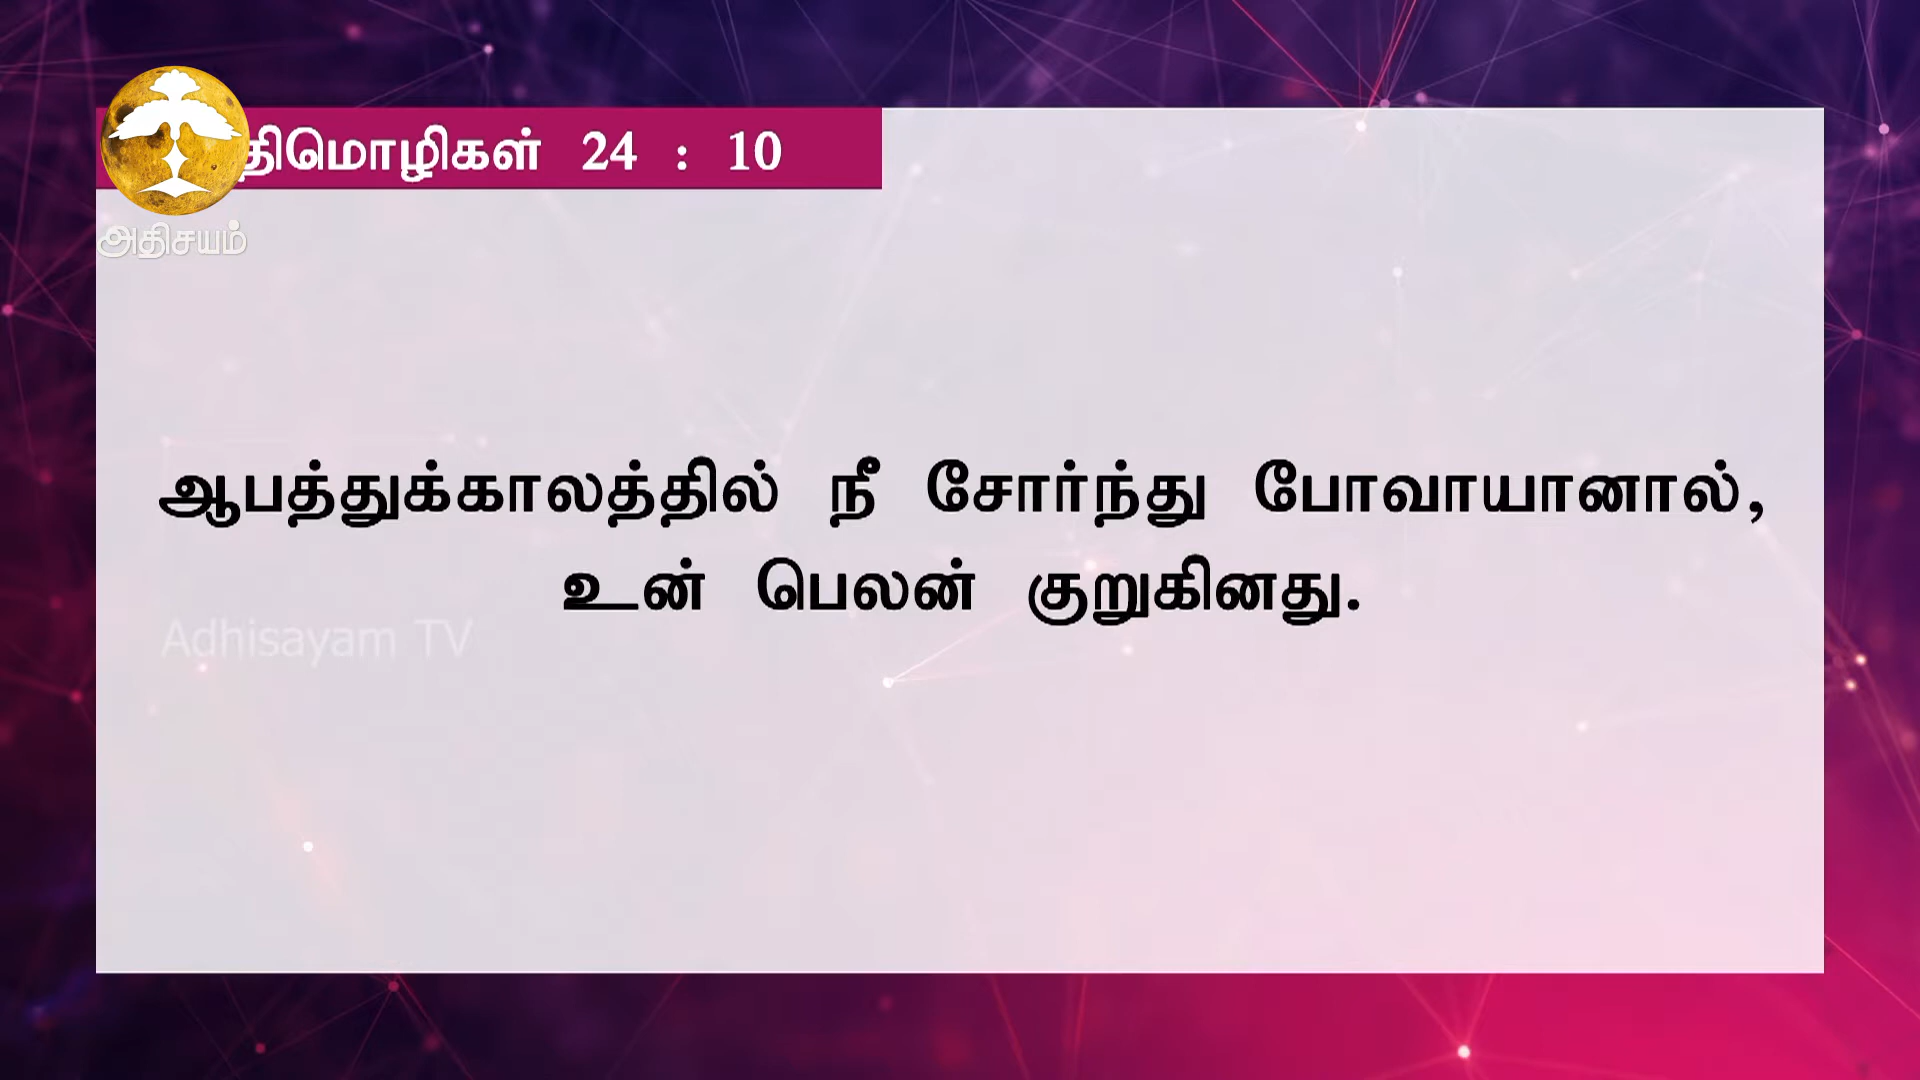 திமொழிகள் 24 : 10
அதிசயம்
ஆபத்துக்காலத்தில் நீ சோர்ந்து போவாயானால்,
உன் பெலன் குறுகினது.
Adhisayam TV